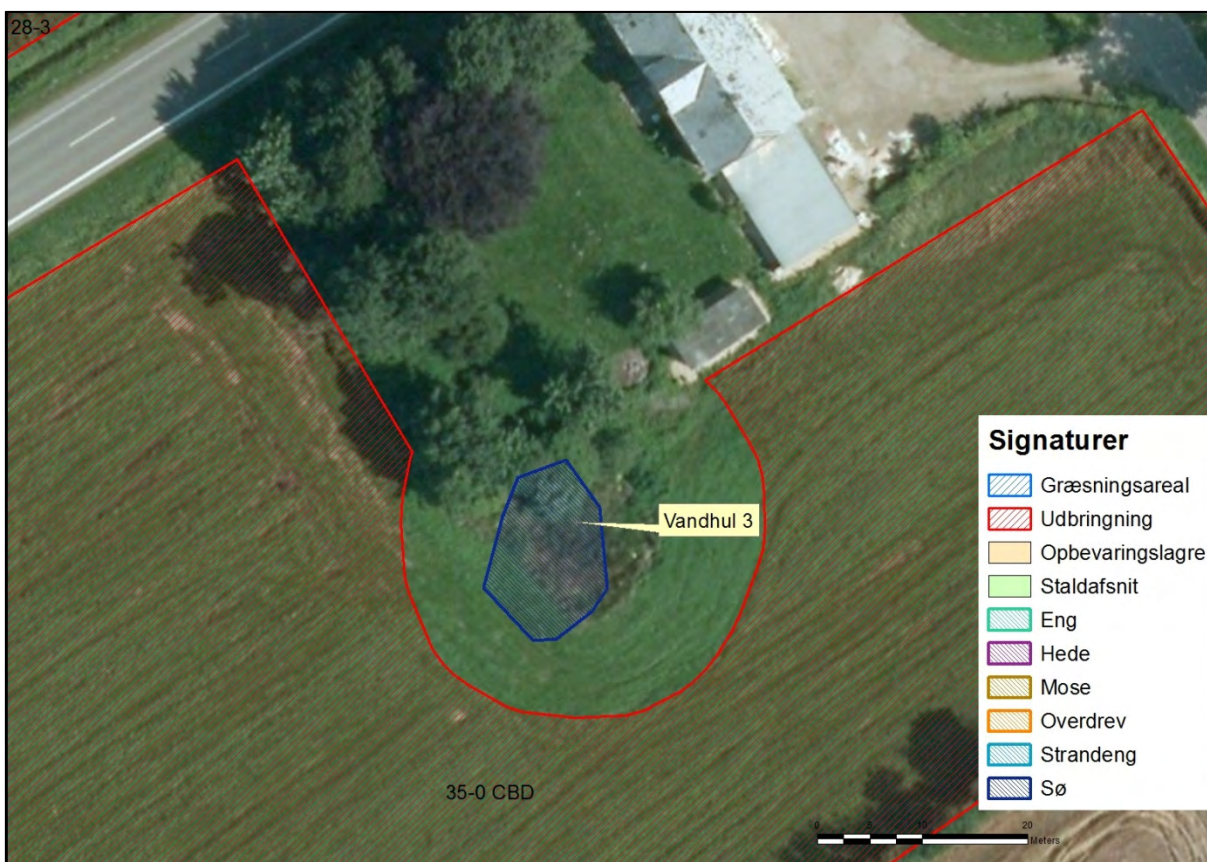 28-3
Vandhul 3
35-0 CBD
Signaturer
Græsningsareal
Udbringning
Opbevaringslagre
Staldafsnit
Eng
Hede
Mose
Overdrev
Strandeng
Sø
0 5 10 20
Meters